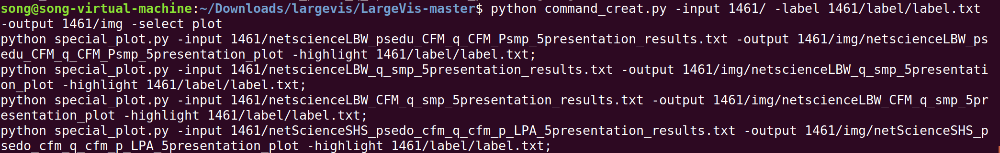 song@song-virtual-machine:~/Downloads/largevis/LargeVis-master$ python command_creat.py -input 1461/ -label 1461/label/label.txt
-output 1461/img -select plot
python special_plot.py -input 1461/netscienceLBW_psedu_CFM_q_CFM_Psmp_5presentation_results.txt -output 1461/img/netscienceLBW_ps
edu_CFM_q_CFM_Psmp_5presentation_plot -highlight 1461/label/label.txt;
python special_plot.py -input 1461/netscienceLBW_q_smp_5presentation_results.txt -output 1461/img/netscienceLBW_q_smp_5presentati
on_plot -highlight 1461/label/label.txt;
python special_plot.py -input 1461/netscienceLBW_CFM_q_smp_5presentation_results.txt -output 1461/img/netscienceLBW_CFM_q_smp_5pr
esentation_plot -highlight 1461/label/label.txt;
python special_plot.py -input 1461/netScienceSHS_psedo_cfm_q_cfm_p_LPA_5presentation_results.txt -output 1461/img/netScienceSHS_p
sedo_cfm_q_cfm_p_LPA_5presentation_plot -highlight 1461/label/label.txt;